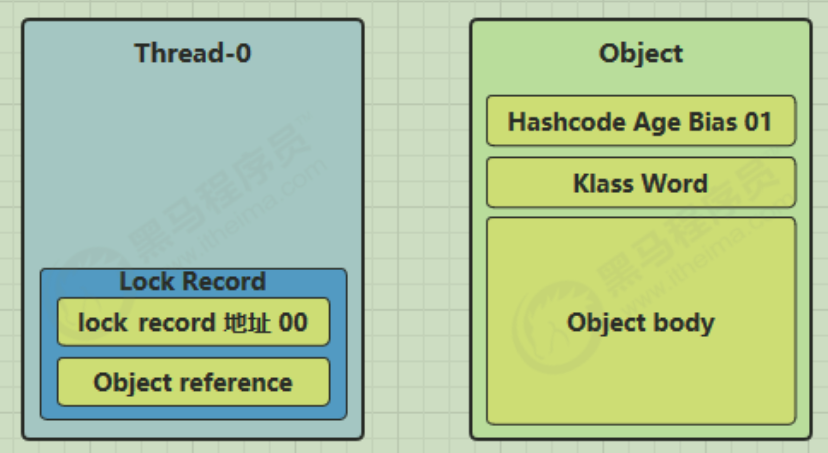 Thread-0
Lock Record
lock record 地址 00
Object reference
Object
Hashcode Age Bias 01
Klass Word
Object body
黑马程序员
www.itheima.com
黑马程序员
www.itheima.com